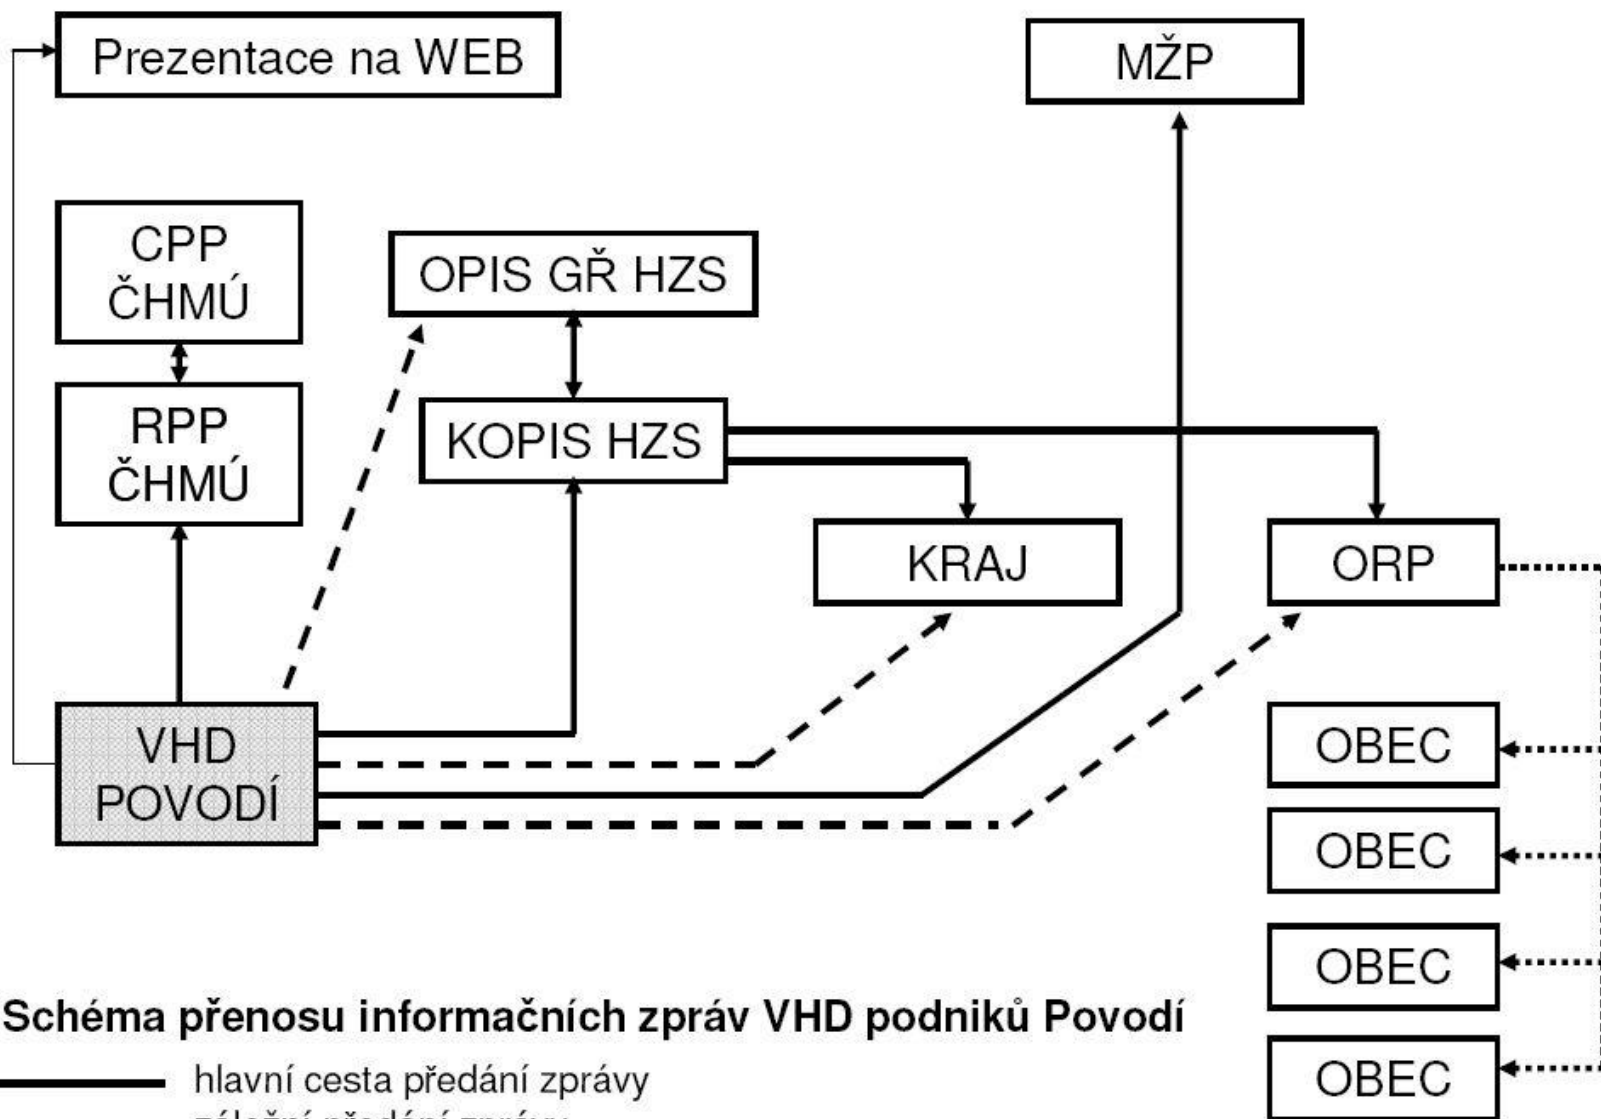 Prezentace na WEB
MŽP
CPP
ČHMÚ
OPIS GŘ HZS
RPP
ČHMÚ
KOPIS HZS
KRAJ
ORP
VHD
POVODÍ
OBEC
OBEC
OBEC
OBEC
Schéma přenosu informačních zpráv VHD podniků Povodí
hlavní cesta předání zprávy